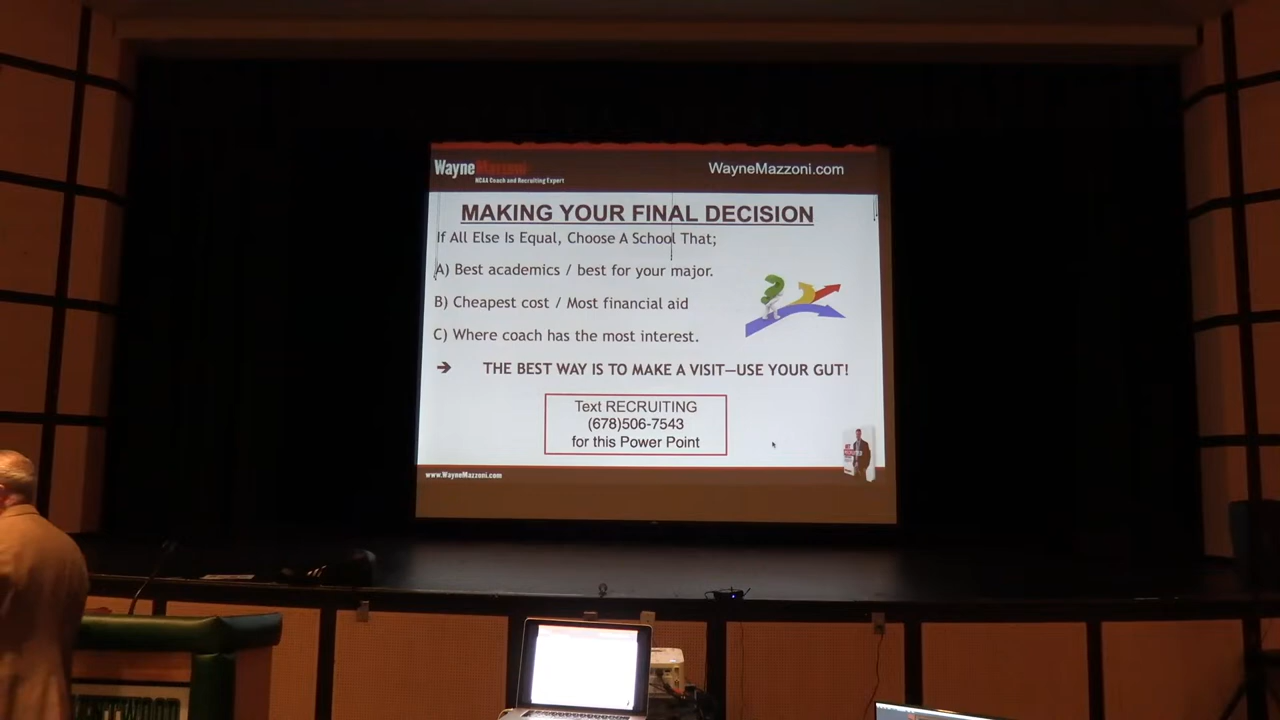 WayneMazzoni
NCAA Coach and Recruiting Expert
WayneMazzoni.com
MAKING YOUR FINAL DECISION
If All Else Is Equal, Choose A School That;
A) Best academics / best for your major.
B) Cheapest cost / Most financial aid
C) Where coach has the most interest.
➔ THE BEST WAY IS TO MAKE A VISIT—USE YOUR GUT!
Text RECRUITING
(678)506-7543
for this Power Point
www.WayneMazzoni.com